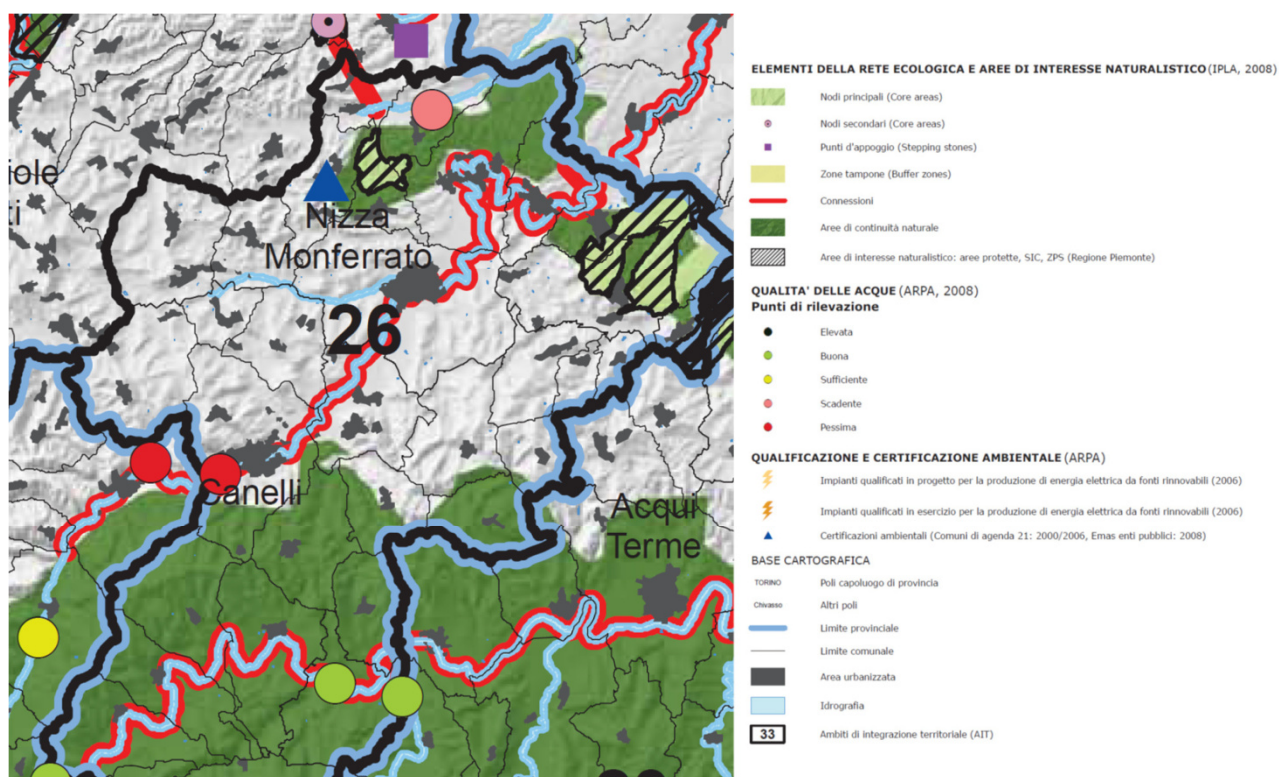 iole
ti
Nizza
Monferrato
26
Canelli
Acqui
Terme
ELEMENTI DELLA RETE ECOLOGICA E AREE DI INTERESSE NATURALISTICO (IPLA, 2008)
Nodi principali (Core areas)
Nodi secondari (Core areas)
Punti d'appoggio (Stepping stones)
Zone tampone (Buffer zones)
Connessioni
Aree di continuità naturale
Aree di interesse naturalistico: aree protette, SIC, ZPS (Regione Piemonte)
QUALITA' DELLE ACQUE (ARPA, 2008)
Punti di rilevazione
Elevata
Buona
Sufficiente
Scadente
Pessima
QUALIFICAZIONE E CERTIFICAZIONE AMBIENTALE (ARPA)
Impianti qualificati in progetto per la produzione di energia elettrica da fonti rinnovabili (2006)
Impianti qualificati in esercizio per la produzione di energia elettrica da fonti rinnovabili (2006)
Certificazioni ambientali (Comuni di agenda 21: 2000/2006, Emas enti pubblici: 2008)
BASE CARTOGRAFICA
TORINO Poli capoluogo di provincia
Chivasso Altri poli
Limite provinciale
Limite comunale
Area urbanizzata
Idrografia
33 Ambiti di integrazione territoriale (AIT)